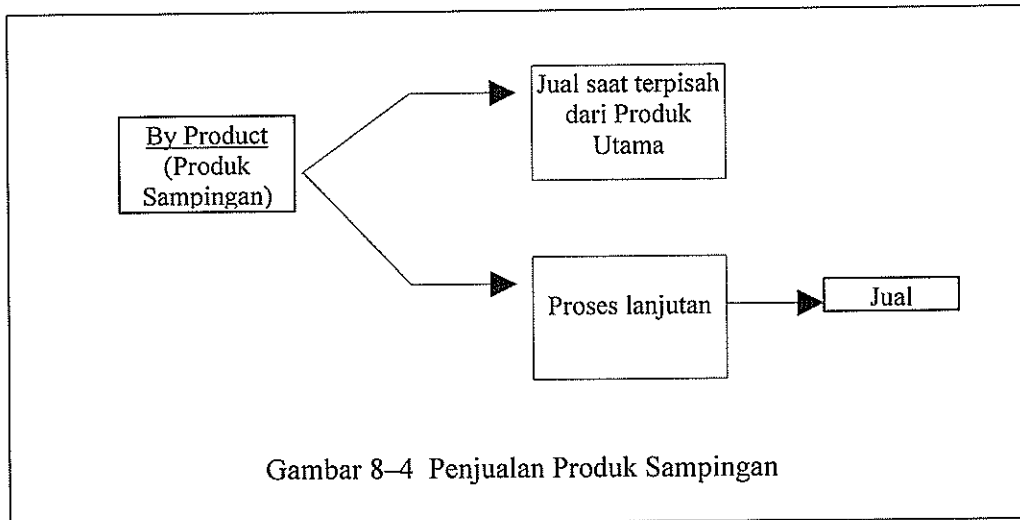 By Product
(Produk
Sampingan)
Jual saat terpisah
dari Produk
Utama
Proses lanjutan
Jual
Gambar 8–4 Penjualan Produk Sampingan